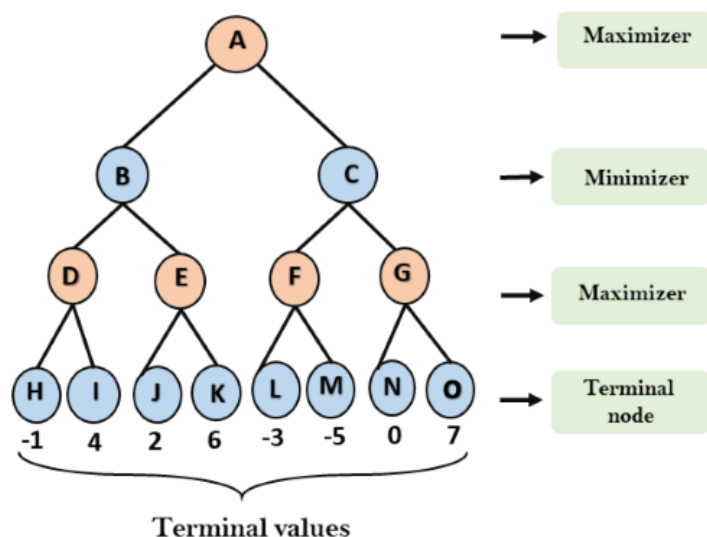 A
Maximizer
B
C
Minimizer
D
E
F
G
Maximizer
H
I
J
K
L
M
N
O
Terminal
node
-1
4
2
6
-3
-5
0
7
Terminal values